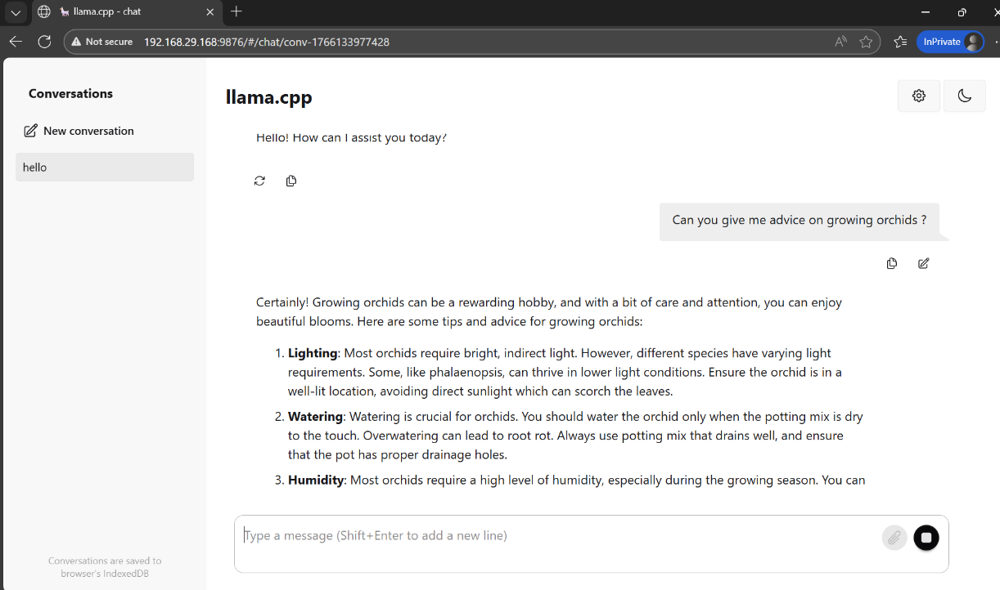 llama.cpp - chat
Not secure 192.168.29.168:9876/#/chat/conv-1766133977428
InPrivate
Conversations
New conversation
hello
Conversations are saved to
browser's IndexedDB
llama.cpp
Hello! How can I assist you today?
Can you give me advice on growing orchids ?
Certainly! Growing orchids can be a rewarding hobby, and with a bit of care and attention, you can enjoy
beautiful blooms. Here are some tips and advice for growing orchids:
1. Lighting: Most orchids require bright, indirect light. However, different species have varying light
requirements. Some, like phalaenopsis, can thrive in lower light conditions. Ensure the orchid is in a
well-lit location, avoiding direct sunlight which can scorch the leaves.
2. Watering: Watering is crucial for orchids. You should water the orchid only when the potting mix is dry
to the touch. Overwatering can lead to root rot. Always use potting mix that drains well, and ensure
that the pot has proper drainage holes.
3. Humidity: Most orchids require a high level of humidity, especially during the growing season. You can
Type a message (Shift+Enter to add a new line)